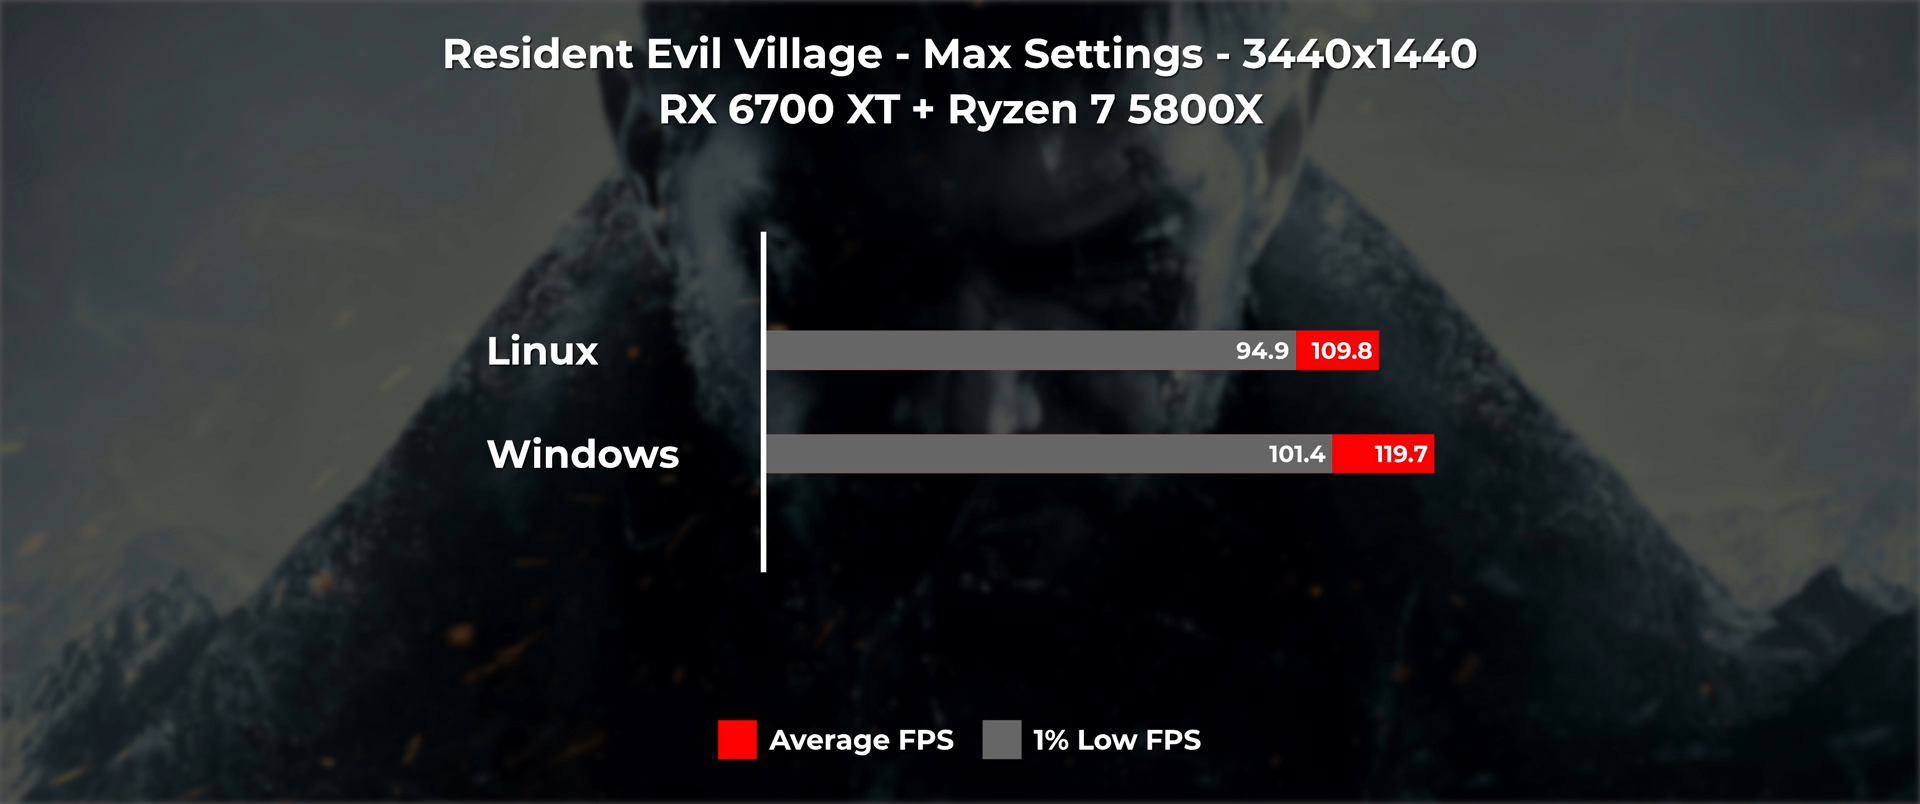 Resident Evil Village - Max Settings - 3440x1440
RX 6700 XT + Ryzen 7 5800X
Linux 94.9 109.8
Windows 101.4 119.7
Average FPS 1% Low FPS